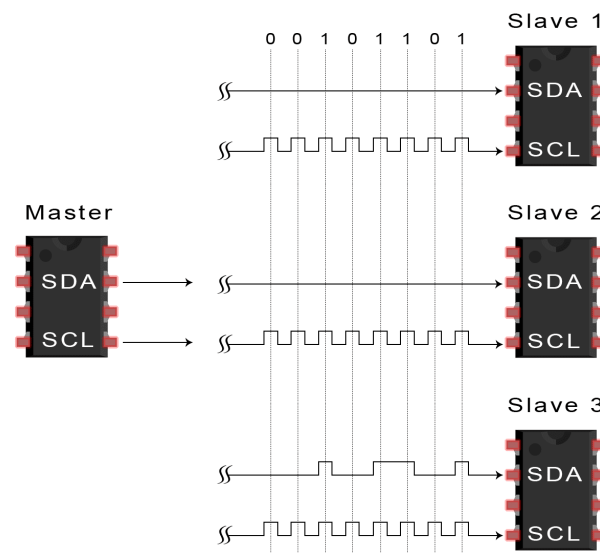 Slave 1
0 0 1 0 1 1 0 1
SDA
SCL
Master
SDA
SCL
Slave 2
SDA
SCL
Slave 3
SDA
SCL